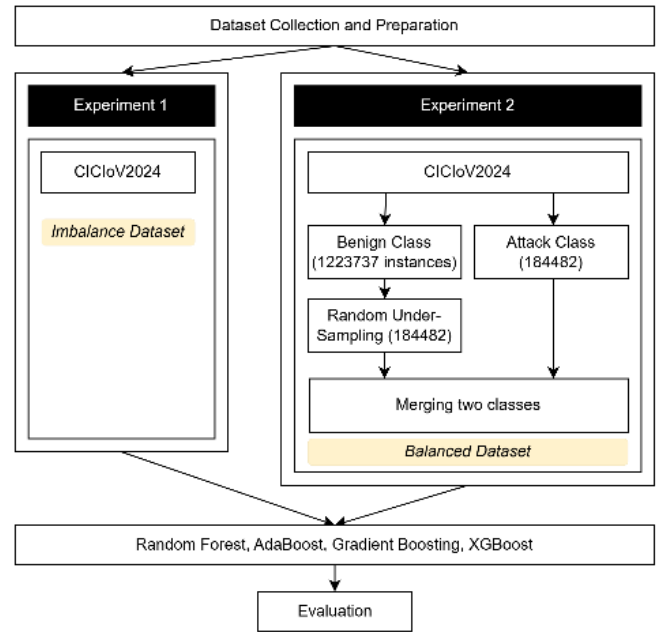 Dataset Collection and Preparation
Experiment 1
CICIoV2024
Imbalance Dataset
Experiment 2
CICIoV2024
Benign Class
(1223737 instances)
Attack Class
(184482)
Random Under-
Sampling (184482)
Merging two classes
Balanced Dataset
Random Forest, AdaBoost, Gradient Boosting, XGBoost
Evaluation